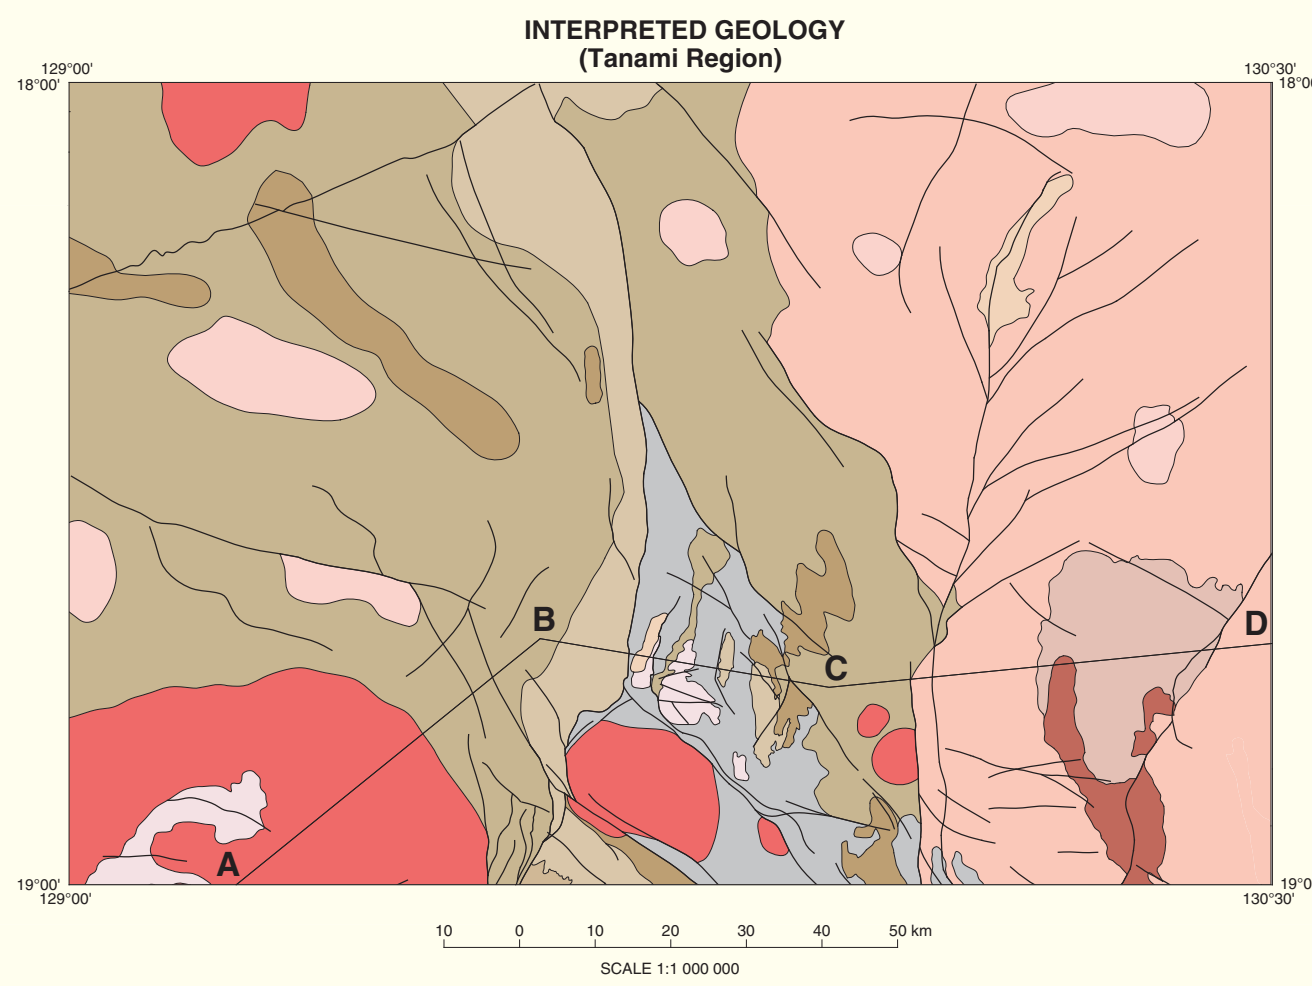 INTERPRETED GEOLOGY
(Tanami Region)
129°00'
130°30'
18°00'
18°00'
B
D
C
A
19°00'
19°0
129°00'
130°30'
10 0 10 20 30 40 50 km
SCALE 1:1 000 000